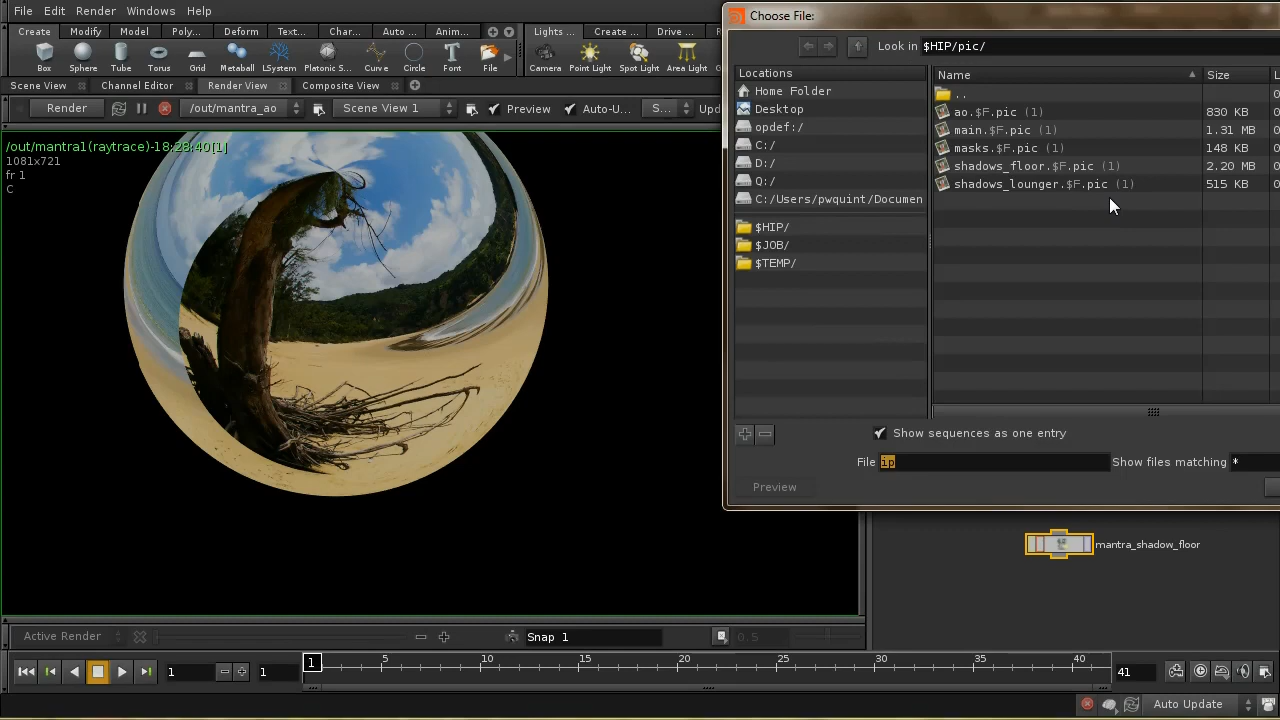 File Edit Render Windows Help
Choose File:
Create Modify Model Poly... Deform Text... Char... Auto ... Anim...
Lights ... Create ... Drive ...
Look in $HIP/pic/
Box Sphere Tube Torus Grid Metaball LSystem Platonic S... Curve Circle Font File
Camera Point Light Spot Light Area Light
Locations
Name Size
Home Folder
Desktop
opdef:/
C:/
D:/
Q:/
C:/Users/pwquint/Documen
$HIP/
$JOB/
$TEMP/
..
ao.$F.pic (1) 830 KB
main.$F.pic (1) 1.31 MB
masks.$F.pic (1) 148 KB
shadows_floor.$F.pic (1) 2.20 MB
shadows_lounger.$F.pic (1) 515 KB
Scene View Channel Editor Render View Composite View
Render /out/mantra_ao Scene View 1 Preview Auto-U... S... Upd
/out/mantra1(raytrace)-18:28:40[1]
1081x721
fr 1
C
Show sequences as one entry
File ip Show files matching *
Preview
mantra_shadow_floor
Active Render Snap 1 0.5
1 1 1 5 10 15 20 25 30 35 40 41
Auto Update